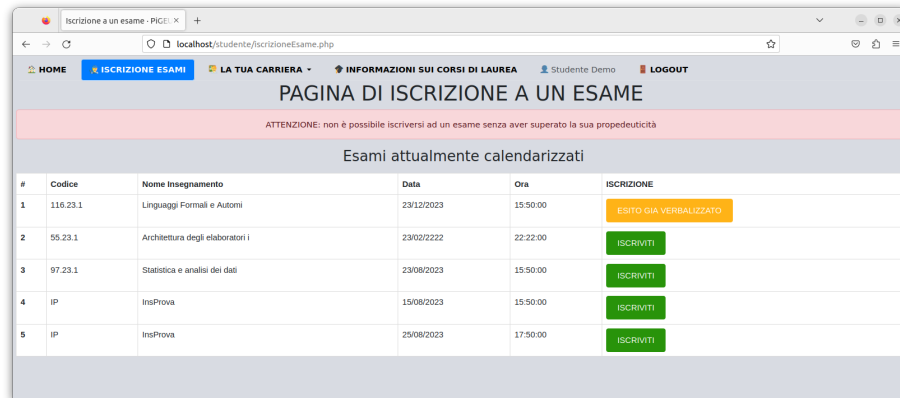 Iscrizione a un esame - PiGEL
localhost/studente/iscrizioneEsame.php
HOME ISCRIZIONE ESAMI LA TUA CARRIERA INFORMAZIONI SUI CORSI DI LAUREA Studente Demo LOGOUT
PAGINA DI ISCRIZIONE A UN ESAME
ATTENZIONE: non è possibile iscriversi ad un esame senza aver superato la sua propedeuticità
Esami attualmente calendarizzati
# Codice Nome Insegnamento Data Ora ISCRIZIONE
1 116.23.1 Linguaggi Formali e Automi 23/12/2023 15:50:00 ESITO GIA VERBALIZZATO
2 55.23.1 Architettura degli elaboratori i 23/02/2222 22:22:00 ISCRIVITI
3 97.23.1 Statistica e analisi dei dati 23/08/2023 15:50:00 ISCRIVITI
4 IP InsProva 15/08/2023 15:50:00 ISCRIVITI
5 IP InsProva 25/08/2023 17:50:00 ISCRIVITI